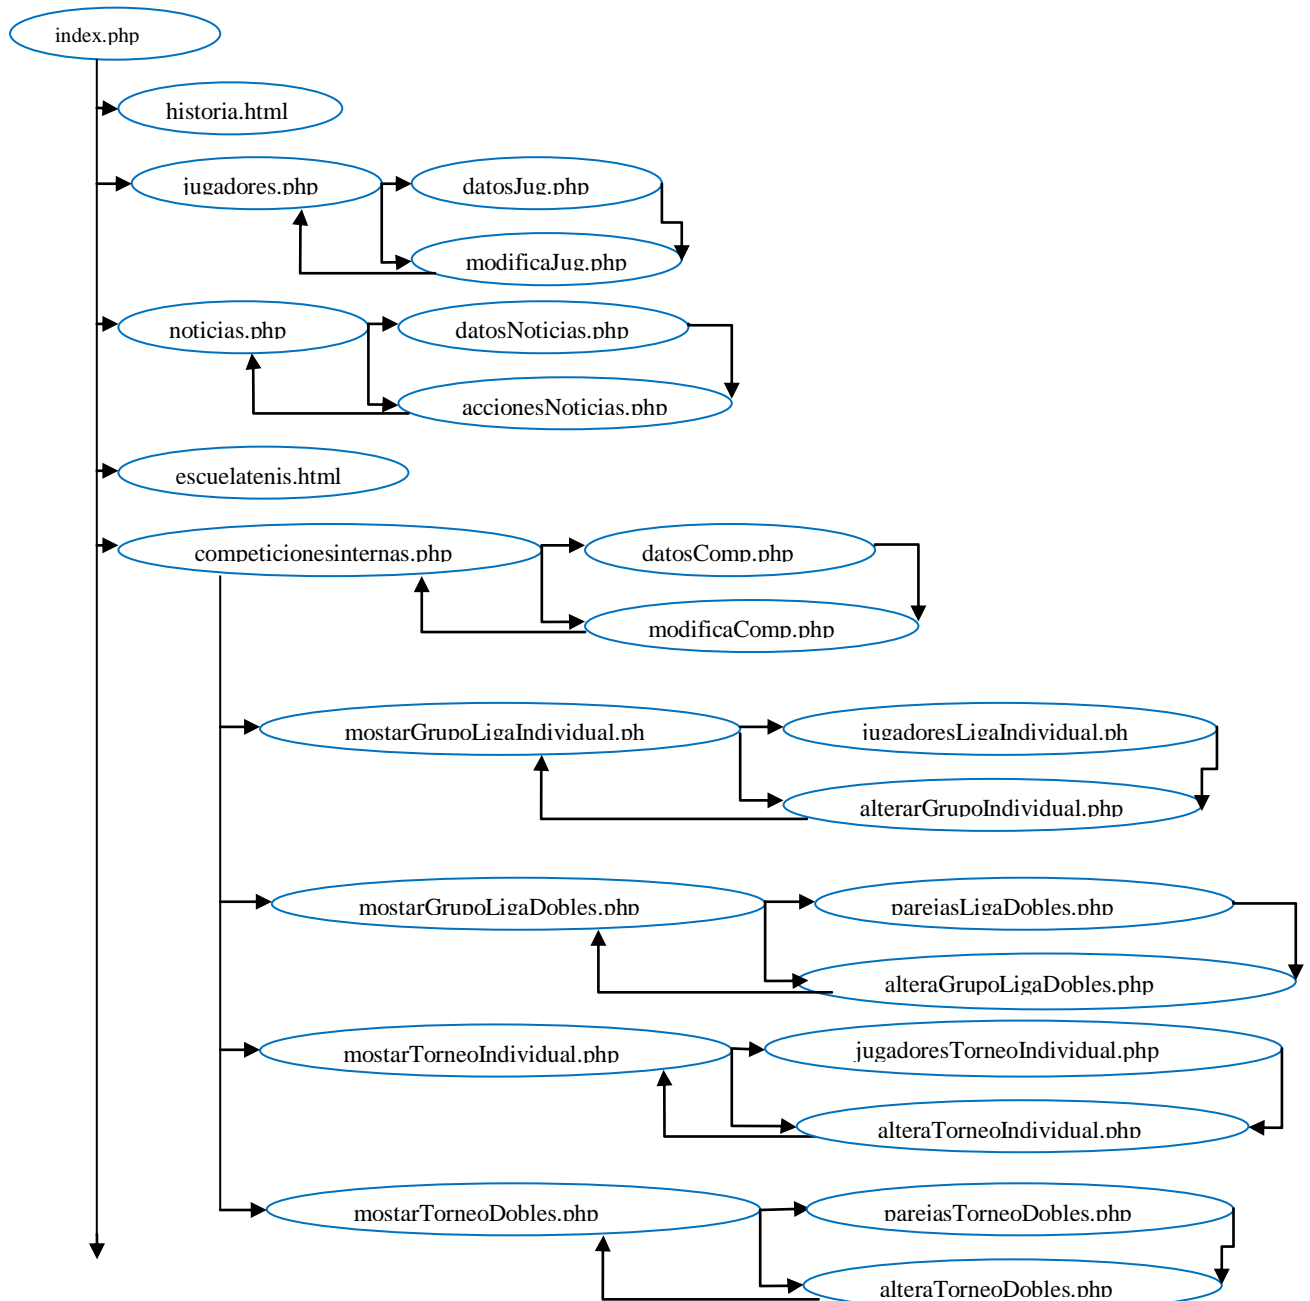 index.php
historia.html
jugadores.php
datosJug.php
modificaJug.php
noticias.php
datosNoticias.php
accionesNoticias.php
escuelatenis.html
competicionesinternas.php
datosComp.php
modificaComp.php
mostarGrupoLigaIndividual.ph
jugadoresLigaIndividual.ph
alterarGrupoIndividual.php
mostarGrupoLigaDobles.php
parejasLigaDobles.php
alteraGrupoLigaDobles.php
mostarTorneoIndividual.php
jugadoresTorneoIndividual.php
alteraTorneoIndividual.php
mostarTorneoDobles.php
parejasTorneoDobles.php
alteraTorneoDobles.php